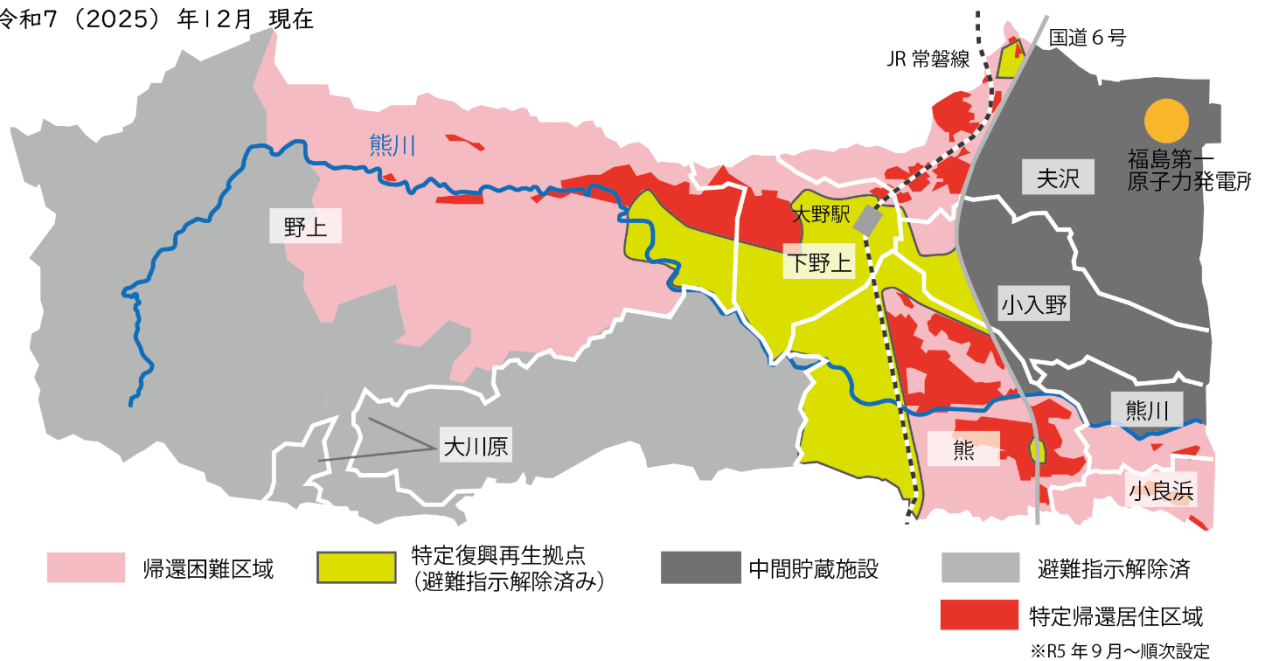 令和7（2025）年12月 現在
国道６号
JR 常磐線
熊川
福島第一
原子力発電所
夫沢
大野駅
野上
下野上
小入野
熊川
大川原
熊
小良浜
帰還困難区域
特定復興再生拠点
（避難指示解除済み）
中間貯蔵施設
避難指示解除済
特定帰還居住区域
※R5 年９月～順次設定